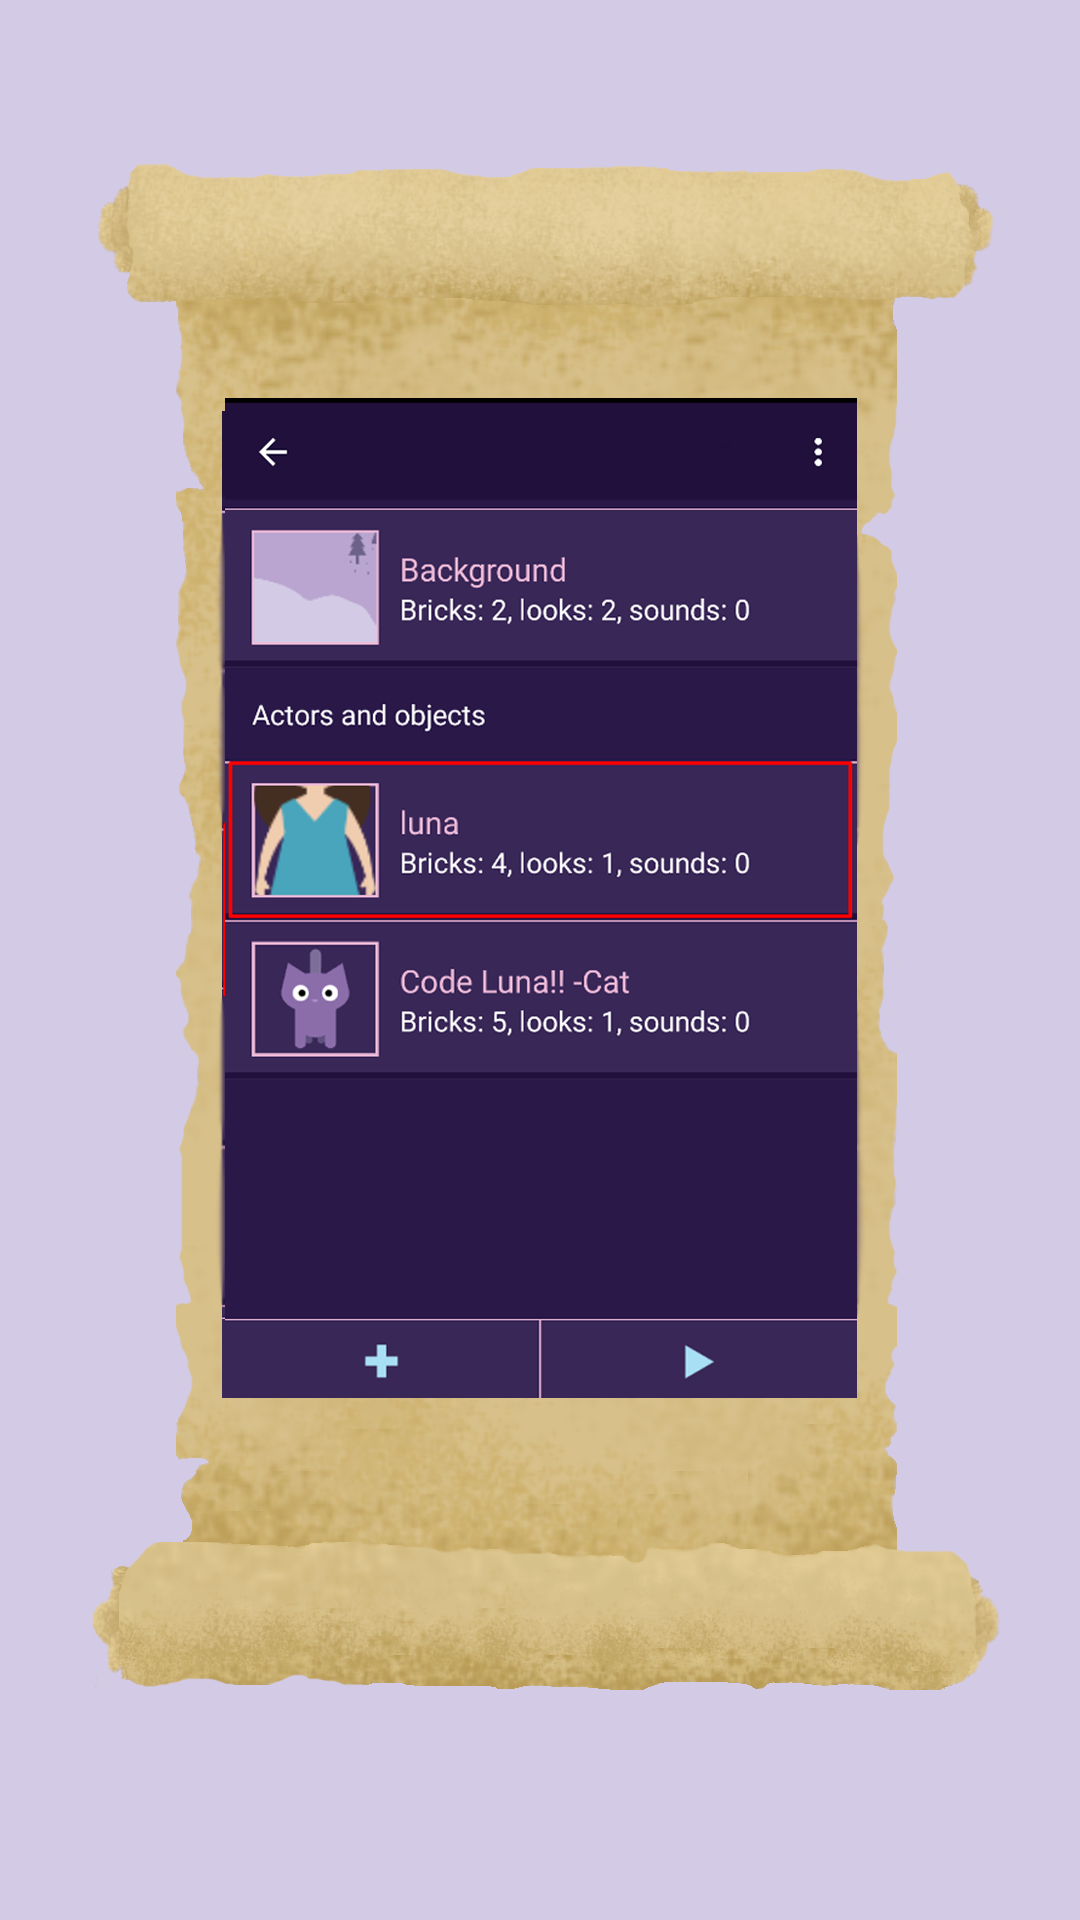 Background
Bricks: 2, looks: 2, sounds: 0
Actors and objects
luna
Bricks: 4, looks: 1, sounds: 0
Code Luna!! -Cat
Bricks: 5, looks: 1, sounds: 0